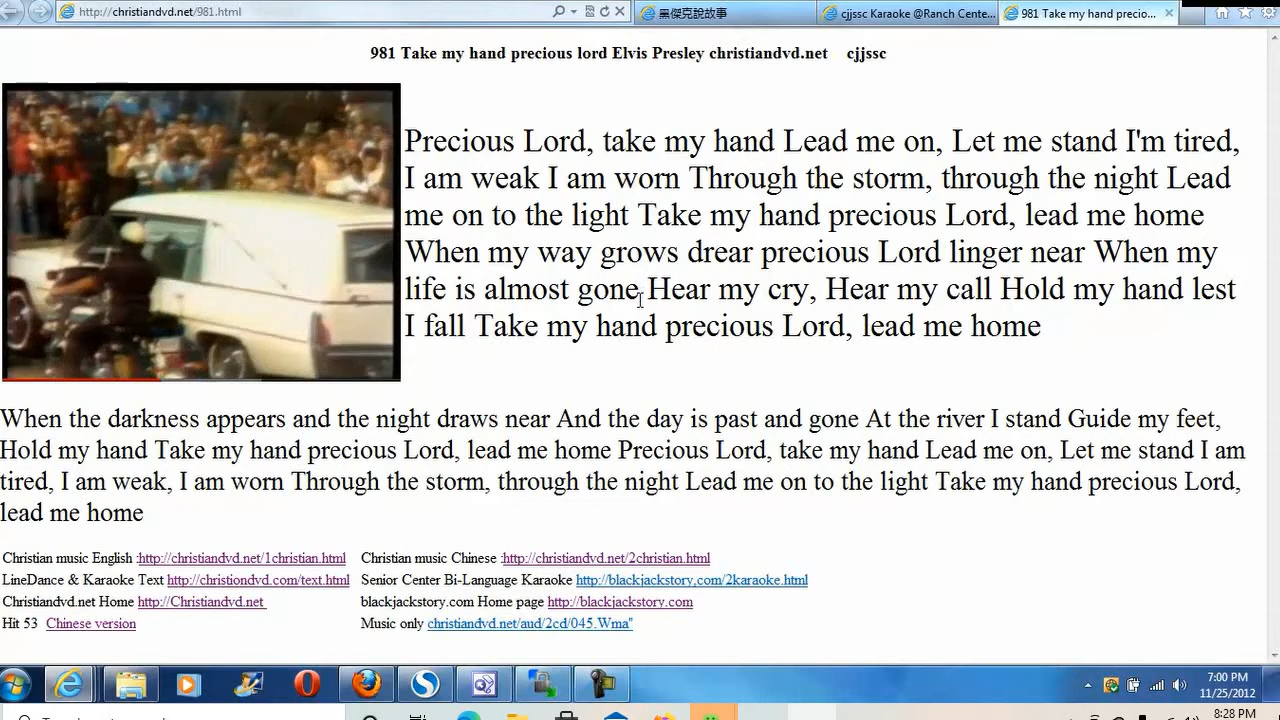 http://christiandvd.net/981.html
黑傑克說故事
cjjssc Karaoke @Ranch Cente...
981 Take my hand precio...
981 Take my hand precious lord Elvis Presley christiandvd.net cjjssc
Precious Lord, take my hand Lead me on, Let me stand I'm tired,
I am weak I am worn Through the storm, through the night Lead
me on to the light Take my hand precious Lord, lead me home
When my way grows drear precious Lord linger near When my
life is almost gone Hear my cry, Hear my call Hold my hand lest
I fall Take my hand precious Lord, lead me home
When the darkness appears and the night draws near And the day is past and gone At the river I stand Guide my feet,
Hold my hand Take my hand precious Lord, lead me home Precious Lord, take my hand Lead me on, Let me stand I am
tired, I am weak, I am worn Through the storm, through the night Lead me on to the light Take my hand precious Lord,
lead me home
Christian music English :http://christiandvd.net/1christian.html Christian music Chinese :http://christiandvd.net/2christian.html
LineDance & Karaoke Text http://christiondvd.com/text.html Senior Center Bi-Language Karaoke http://blackjackstory,com/2karaoke.html
Christiandvd.net Home http://Christiandvd.net blackjackstory.com Home page http://blackjackstory.com
Hit 53 Chinese version Music only christiandvd.net/aud/2cd/045.Wma"
7:00 PM
11/25/2012
8:28 PM